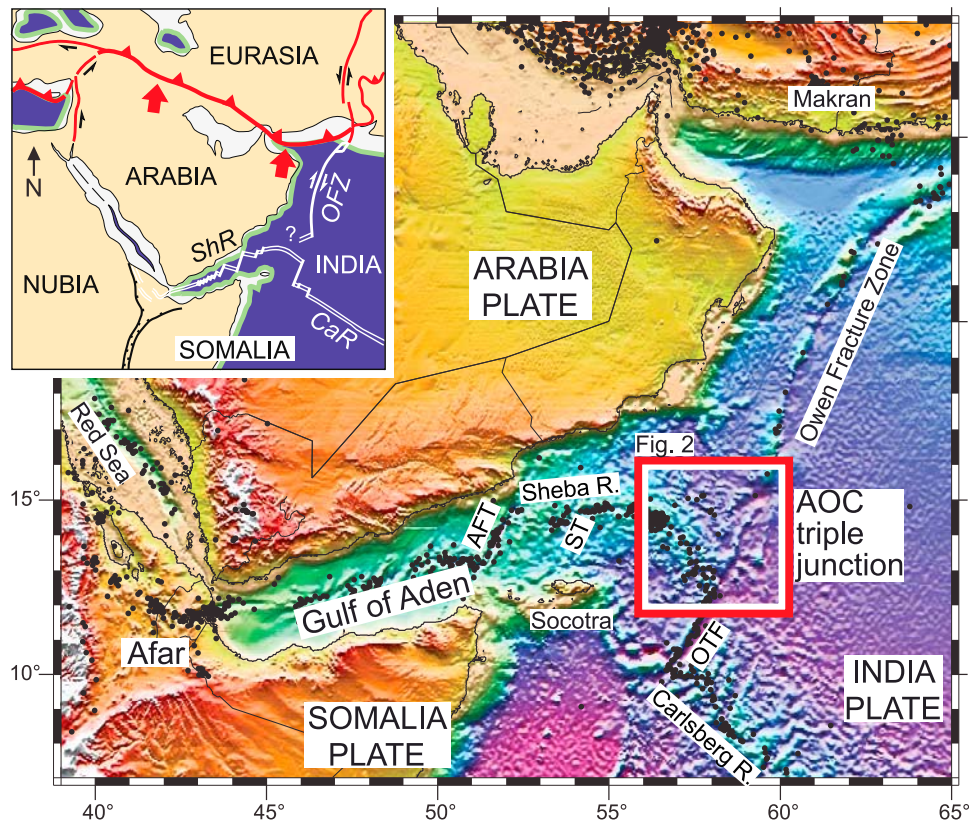 EURASIA
ARABIA
N
OFZ
ShR
?
INDIA
NUBIA
CaR
SOMALIA
Makran
ARABIA
PLATE
Owen Fracture Zone
Red Sea
Fig. 2
Sheba R.
AFT
ST
AOC
triple
junction
Gulf of Aden
Socotra
Afar
OTF
SOMALIA
PLATE
Carlsberg R.
INDIA
PLATE
15°
10°
40°
45°
50°
55°
60°
65°